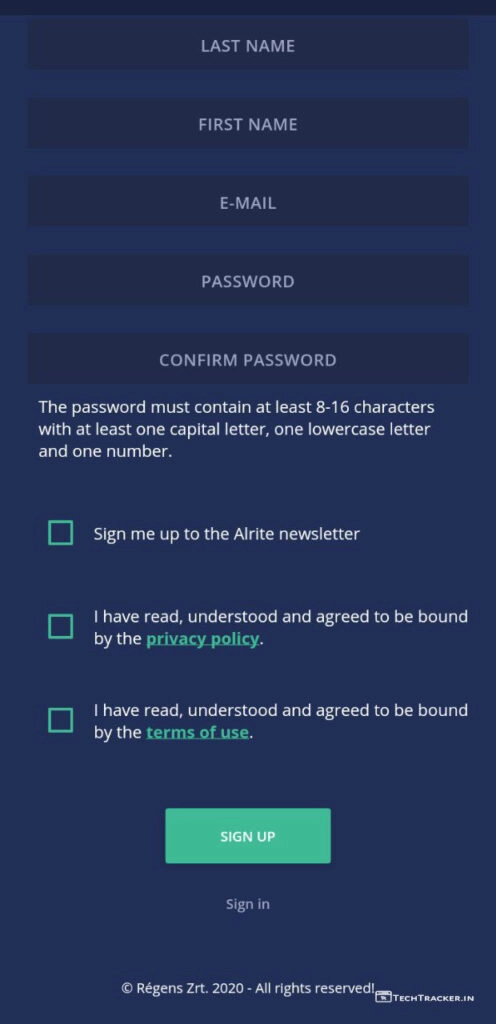 LAST NAME
FIRST NAME
E-MAIL
PASSWORD
CONFIRM PASSWORD
The password must contain at least 8-16 characters
with at least one capital letter, one lowercase letter
and one number.
Sign me up to the Alrite newsletter
I have read, understood and agreed to be bound
by the privacy policy.
I have read, understood and agreed to be bound
by the terms of use.
SIGN UP
Sign in
© Régens Zrt. 2020 - All rights reserved!
TECHTRACKER.IN